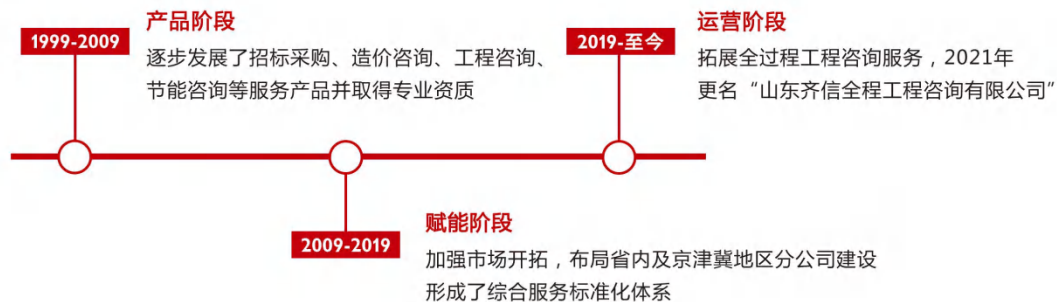 1999-2009
产品阶段
逐步发展了招标采购、造价咨询、工程咨询、
节能咨询等服务产品并取得专业资质
2009-2019
赋能阶段
加强市场开拓，布局省内及京津冀地区分公司建设
形成了综合服务标准化体系
2019-至今
运营阶段
拓展全过程工程咨询服务，2021年
更名“山东齐信全程工程咨询有限公司”